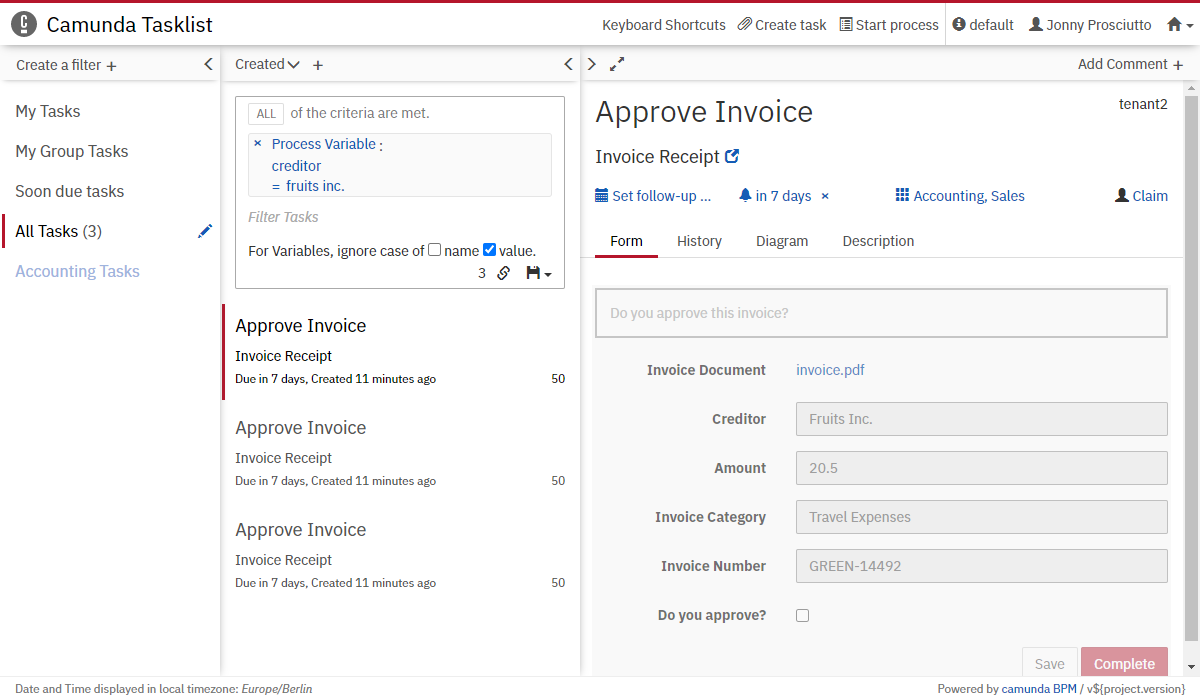 Camunda Tasklist
Keyboard Shortcuts Create task Start process default Jonny Prosciutto
Create a filter +
Created +
Add Comment +
My Tasks
My Group Tasks
Soon due tasks
All Tasks (3)
Accounting Tasks
ALL of the criteria are met.
× Process Variable :
creditor
= fruits inc.
Filter Tasks
For Variables, ignore case of name value.
3
Approve Invoice
Invoice Receipt
Due in 7 days, Created 11 minutes ago 50
Approve Invoice
Invoice Receipt
Due in 7 days, Created 11 minutes ago 50
Approve Invoice
Invoice Receipt
Due in 7 days, Created 11 minutes ago 50
Approve Invoice
tenant2
Invoice Receipt
Set follow-up ... in 7 days × Accounting, Sales Claim
Form History Diagram Description
Do you approve this invoice?
Invoice Document invoice.pdf
Creditor Fruits Inc.
Amount 20.5
Invoice Category Travel Expenses
Invoice Number GREEN-14492
Do you approve?
Save Complete
Date and Time displayed in local timezone: Europe/Berlin
Powered by camunda BPM / v${project.version}